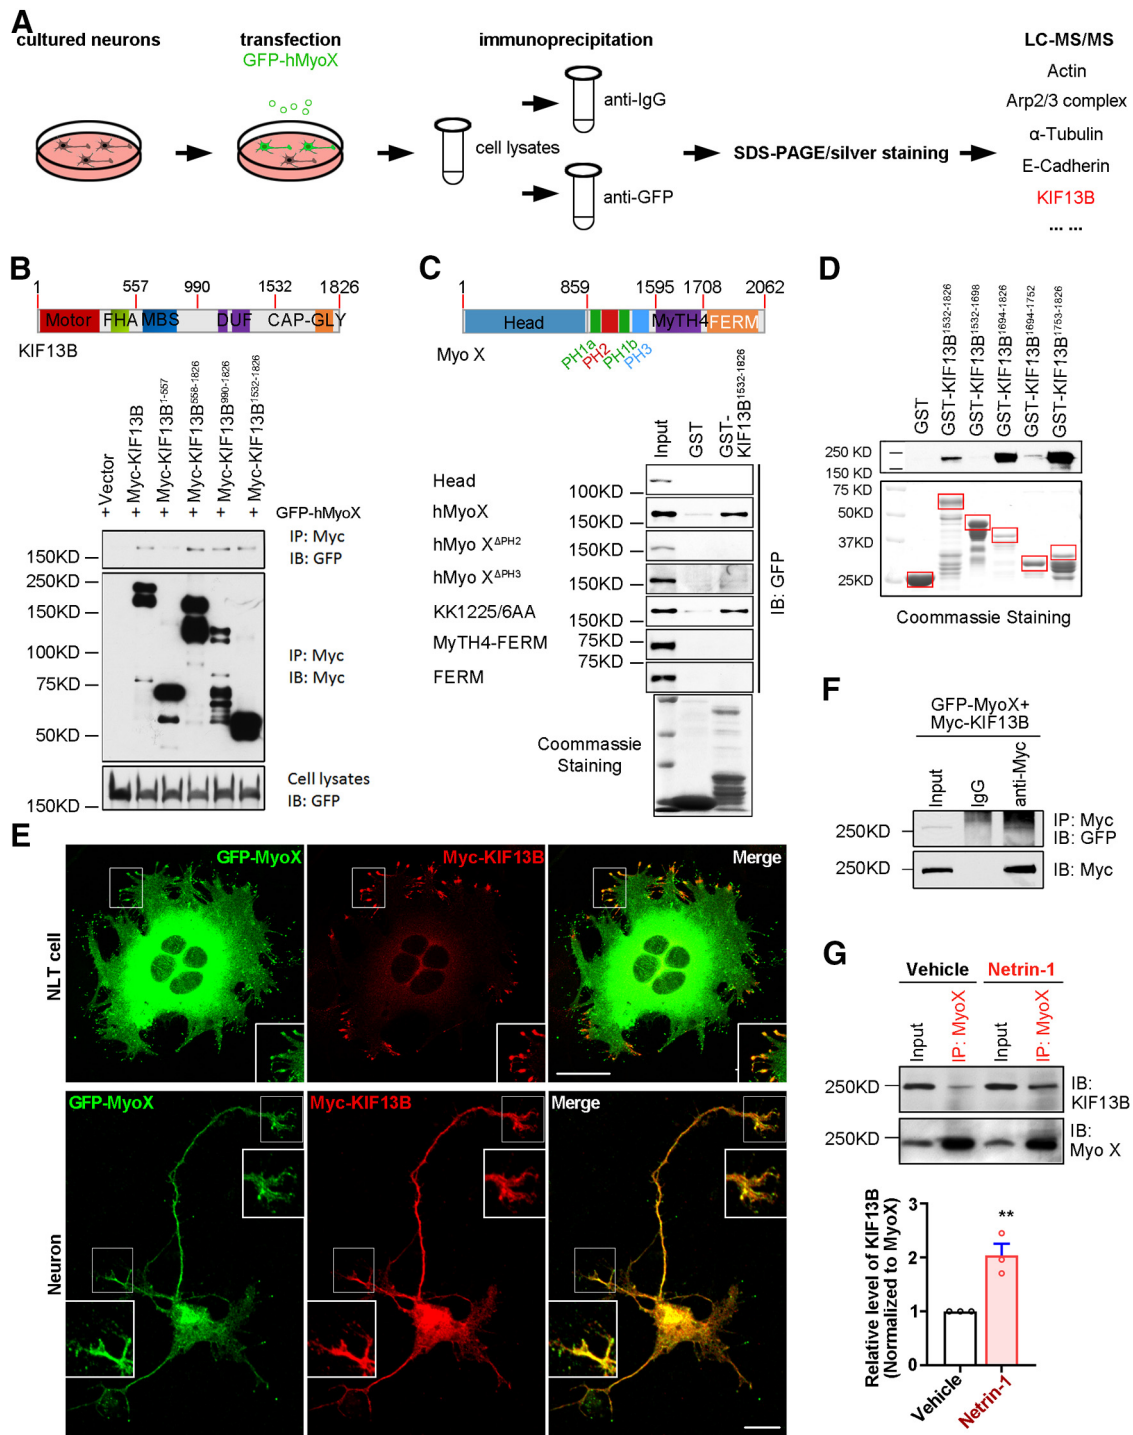 A
cultured neurons
transfection
GFP-hMyoX
immunoprecipitation
anti-IgG
cell lysates
anti-GFP
SDS-PAGE/silver staining
LC-MS/MS
Actin
Arp2/3 complex
α-Tubulin
E-Cadherin
KIF13B
... ...
B
1 557 990 1532 1826
Motor FHA MBS DUF CAP-GLY
KIF13B
+Vector
+ Myc-KIF13B
+ Myc-KIF13B1-557
+ Myc-KIF13B558-1826
+ Myc-KIF13B990-1826
+ Myc-KIF13B1532-1826
GFP-hMyoX
150KD
IP: Myc
IB: GFP
250KD
150KD
100KD
75KD
50KD
IP: Myc
IB: Myc
150KD
Cell lysates
IB: GFP
C
1 859 1595 1708 2062
Head MyTH4 FERM
Myo X
PH1a
PH2
PH1b
PH3
Input
GST
GST-KIF13B1532-1826
Head
100KD
hMyoX
150KD
hMyo XΔPH2
150KD
hMyo XΔPH3
150KD
KK1225/6AA
150KD
MyTH4-FERM
75KD
75KD
FERM
IB: GFP
Coommassie
Staining
D
GST
GST-KIF13B1532-1826
GST-KIF13B1532-1698
GST-KIF13B1694-1826
GST-KIF13B1694-1752
GST-KIF13B1753-1826
250 KD
150 KD
75 KD
50KD
37KD
25KD
Coommassie Staining
E
NLT cell
GFP-MyoX
Myc-KIF13B
Merge
Neuron
GFP-MyoX
Myc-KIF13B
Merge
F
GFP-MyoX+
Myc-KIF13B
Input
IgG
anti-Myc
250KD
IP: Myc
IB: GFP
250KD
IB: Myc
G
Vehicle Netrin-1
Input
IP: MyoX
Input
IP: MyoX
250KD
IB:
KIF13B
250KD
IB:
Myo X
Relative level of KIF13B
(Normalized to MyoX)
3
2
1
0
**
Vehicle
Netrin-1